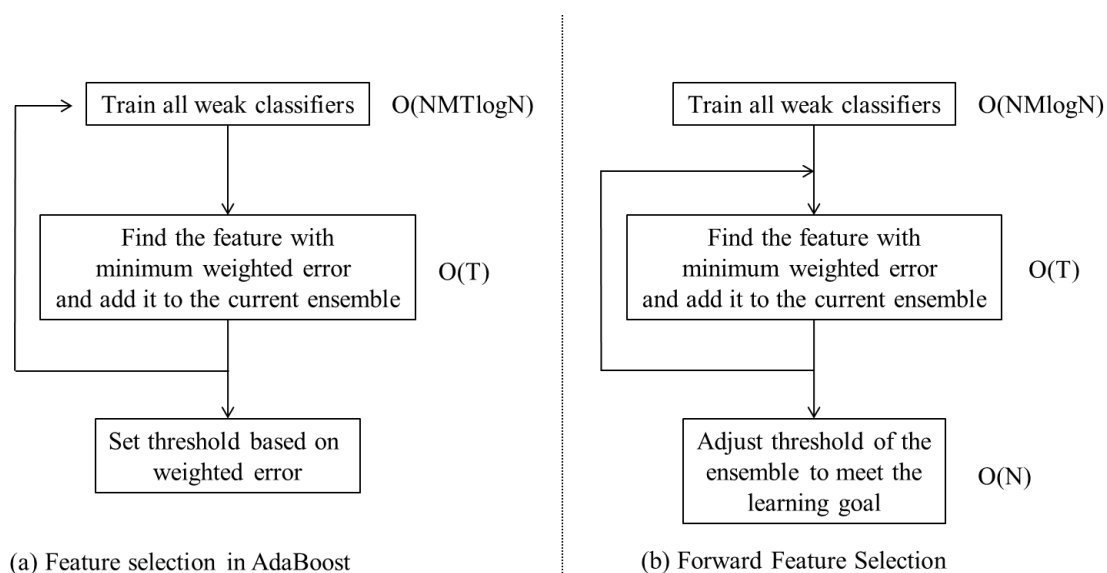 Train all weak classifiers
O(NMTlogN)
Find the feature with
minimum weighted error
and add it to the current ensemble
O(T)
Set threshold based on
weighted error
(a) Feature selection in AdaBoost
Train all weak classifiers
O(NMlogN)
Find the feature with
minimum weighted error
and add it to the current ensemble
O(T)
Adjust threshold of the
ensemble to meet the
learning goal
O(N)
(b) Forward Feature Selection